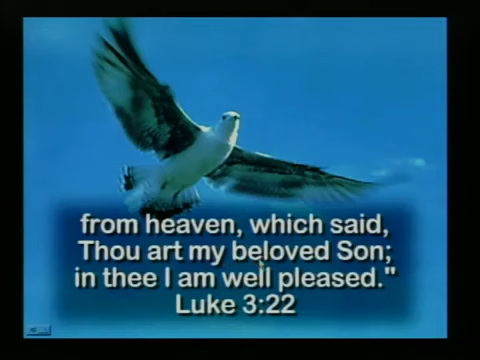 from heaven, which said,
Thou art my beloved Son;
in thee I am well pleased."
Luke 3:22